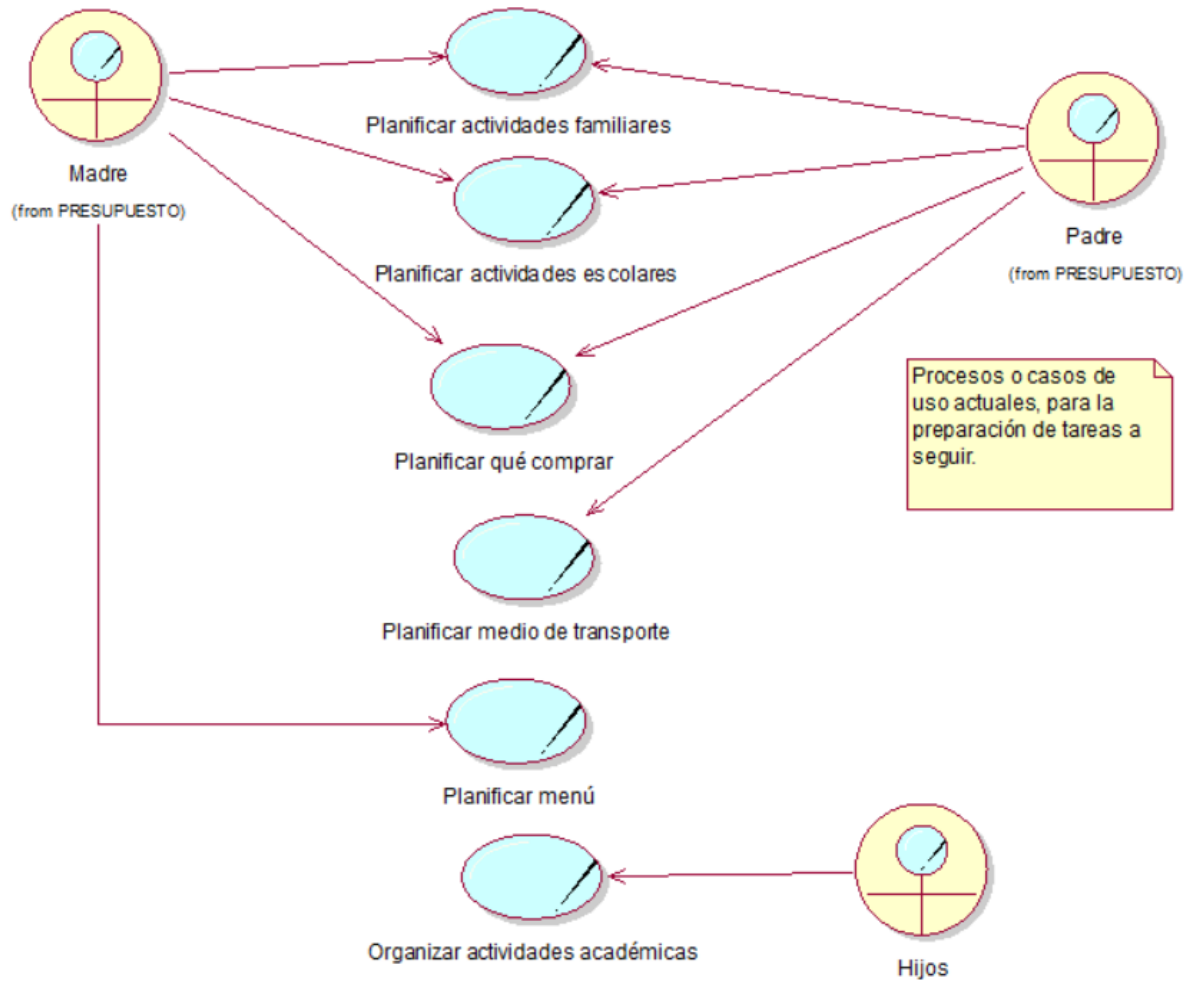 Planificar actividades familiares
Madre
(from PRESUPUESTO)
Padre
(from PRESUPUESTO)
Planificar actividades escolares
Procesos o casos de
uso actuales, para la
preparación de tareas a
seguir.
Planificar qué comprar
Planificar medio de transporte
Planificar menú
Organizar actividades académicas
Hijos